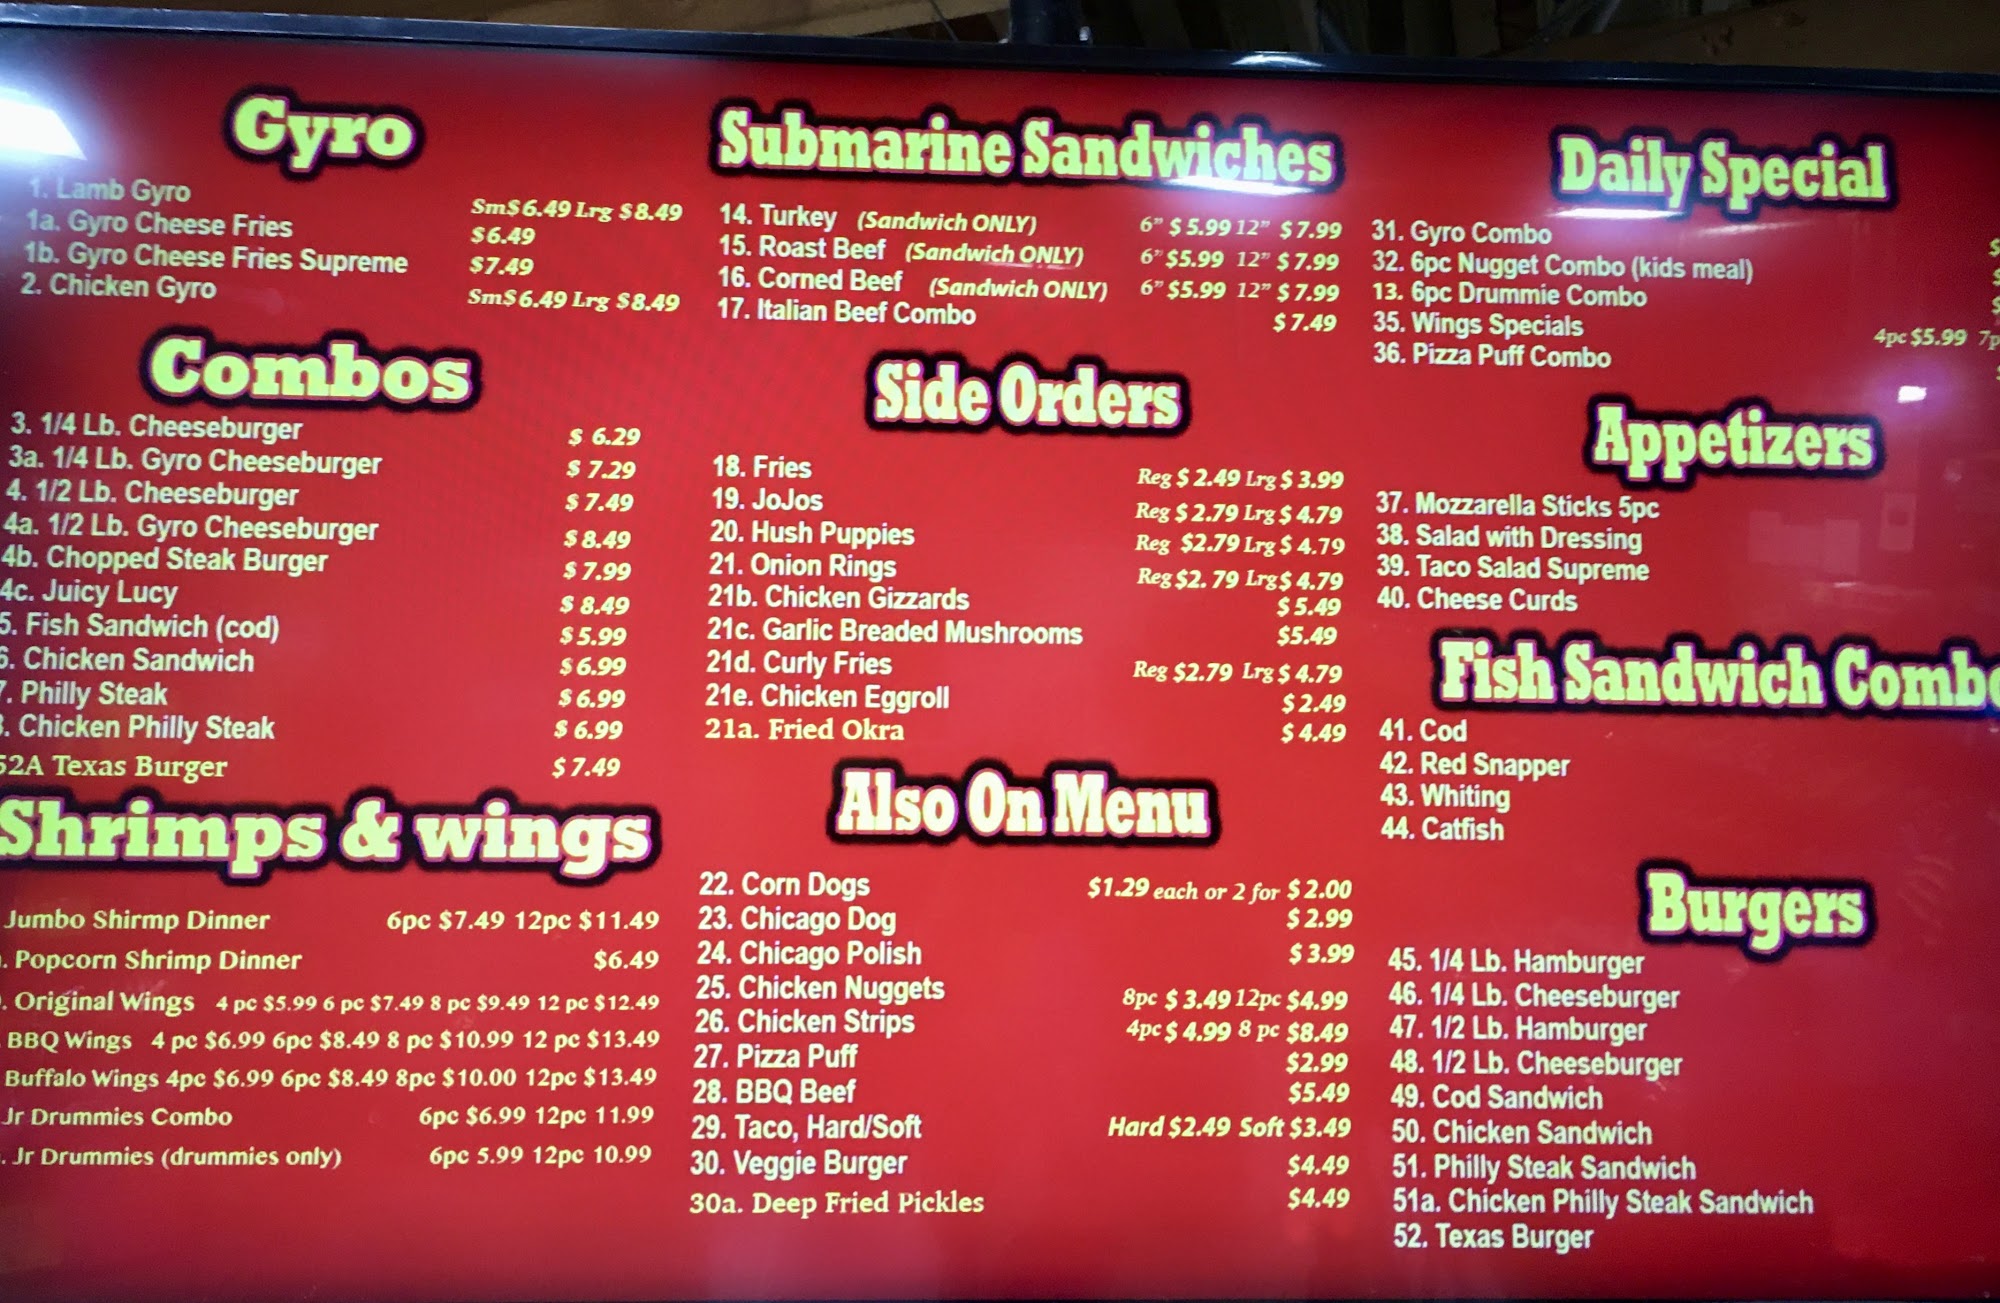 Gyro
1. Lamb Gyro Sm$6.49 Lrg $8.49
1a. Gyro Cheese Fries $6.49
1b. Gyro Cheese Fries Supreme $7.49
2. Chicken Gyro Sm$6.49 Lrg $8.49
Combos
3. 1/4 Lb. Cheeseburger $ 6.29
3a. 1/4 Lb. Gyro Cheeseburger $ 7.29
4. 1/2 Lb. Cheeseburger $ 7.49
4a. 1/2 Lb. Gyro Cheeseburger $ 8.49
4b. Chopped Steak Burger $ 7.99
4c. Juicy Lucy $ 8.49
5. Fish Sandwich (cod) $ 5.99
6. Chicken Sandwich $ 6.99
7. Philly Steak $ 6.99
. Chicken Philly Steak $ 6.99
52A Texas Burger $ 7.49
Shrimps & wings
Jumbo Shirmp Dinner 6pc $7.49 12pc $11.49
. Popcorn Shrimp Dinner $6.49
. Original Wings 4 pc $5.99 6 pc $7.49 8 pc $9.49 12 pc $12.49
BBQ Wings 4 pc $6.99 6pc $8.49 8 pc $10.99 12 pc $13.49
Buffalo Wings 4pc $6.99 6pc $8.49 8pc $10.00 12pc $13.49
Jr Drummies Combo 6pc $6.99 12pc 11.99
. Jr Drummies (drummies only) 6pc 5.99 12pc 10.99
Submarine Sandwiches
14. Turkey (Sandwich ONLY) 6" $ 5.99 12" $ 7.99
15. Roast Beef (Sandwich ONLY) 6" $5.99 12" $ 7.99
16. Corned Beef (Sandwich ONLY) 6" $5.99 12" $ 7.99
17. Italian Beef Combo $ 7.49
Side Orders
18. Fries Reg $ 2.49 Lrg $ 3.99
19. JoJos Reg $ 2.79 Lrg $ 4.79
20. Hush Puppies Reg $2.79 Lrg $ 4.79
21. Onion Rings Reg $2. 79 Lrg $ 4.79
21b. Chicken Gizzards $ 5.49
21c. Garlic Breaded Mushrooms $5.49
21d. Curly Fries Reg $2.79 Lrg $ 4.79
21e. Chicken Eggroll $ 2.49
21a. Fried Okra $ 4.49
Also On Menu
22. Corn Dogs $1.29 each or 2 for $ 2.00
23. Chicago Dog $ 2.99
24. Chicago Polish $ 3.99
25. Chicken Nuggets 8pc $ 3.49 12pc $4.99
26. Chicken Strips 4pc $ 4.99 8 pc $8.49
27. Pizza Puff $2.99
28. BBQ Beef $5.49
29. Taco, Hard/Soft Hard $2.49 Soft $3.49
30. Veggie Burger $4.49
30a. Deep Fried Pickles $4.49
Daily Special
31. Gyro Combo $
32. 6pc Nugget Combo (kids meal) $
13. 6pc Drummie Combo $
35. Wings Specials 4pc $5.99 7p
36. Pizza Puff Combo
Appetizers
37. Mozzarella Sticks 5pc
38. Salad with Dressing
39. Taco Salad Supreme
40. Cheese Curds
Fish Sandwich Combo
41. Cod
42. Red Snapper
43. Whiting
44. Catfish
Burgers
45. 1/4 Lb. Hamburger
46. 1/4 Lb. Cheeseburger
47. 1/2 Lb. Hamburger
48. 1/2 Lb. Cheeseburger
49. Cod Sandwich
50. Chicken Sandwich
51. Philly Steak Sandwich
51a. Chicken Philly Steak Sandwich
52. Texas Burger